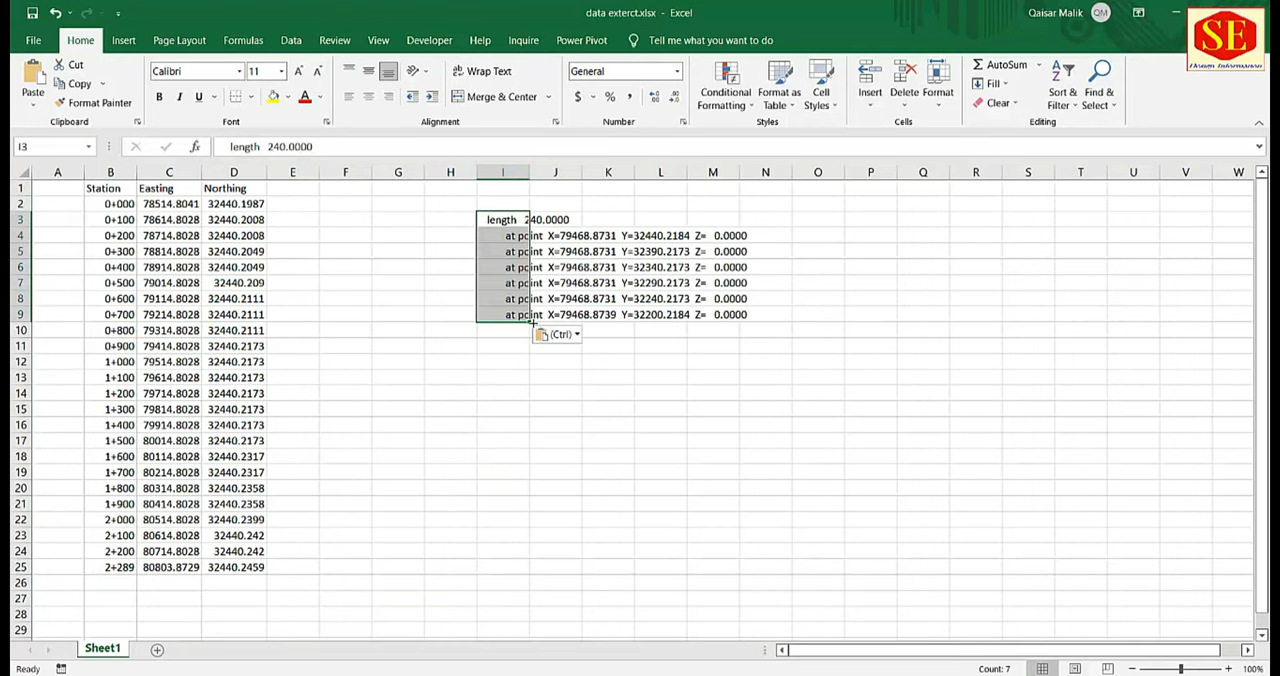 data exterct.xlsx - Excel
Qaisar Malik QM
SE
Design Information
File Home Insert Page Layout Formulas Data Review View Developer Help Inquire Power Pivot Tell me what you want to do
Paste Cut Copy Format Painter
Calibri 11 B I U A A A
Wrap Text Merge & Center
General $ % ,
Conditional Formatting Format as Table Cell Styles
Insert Delete Format
AutoSum Fill Clear Sort & Filter Find & Select
Clipboard Font Alignment Number Styles Cells Editing
I3 fx length 240.0000
A B C D E F G H I J K L M N O P Q R S T U V W
1 Station Easting Northing
2 0+000 78514.8041 32440.1987
3 0+100 78614.8028 32440.2008 length 240.0000
4 0+200 78714.8028 32440.2008 at point X=79468.8731 Y=32440.2184 Z= 0.0000
5 0+300 78814.8028 32440.2049 at point X=79468.8731 Y=32390.2173 Z= 0.0000
6 0+400 78914.8028 32440.2049 at point X=79468.8731 Y=32340.2173 Z= 0.0000
7 0+500 79014.8028 32440.209 at point X=79468.8731 Y=32290.2173 Z= 0.0000
8 0+600 79114.8028 32440.2111 at point X=79468.8731 Y=32240.2173 Z= 0.0000
9 0+700 79214.8028 32440.2111 at point X=79468.8739 Y=32200.2184 Z= 0.0000
10 0+800 79314.8028 32440.2111 (Ctrl)
11 0+900 79414.8028 32440.2173
12 1+000 79514.8028 32440.2173
13 1+100 79614.8028 32440.2173
14 1+200 79714.8028 32440.2173
15 1+300 79814.8028 32440.2173
16 1+400 79914.8028 32440.2173
17 1+500 80014.8028 32440.2173
18 1+600 80114.8028 32440.2317
19 1+700 80214.8028 32440.2317
20 1+800 80314.8028 32440.2358
21 1+900 80414.8028 32440.2358
22 2+000 80514.8028 32440.2399
23 2+100 80614.8028 32440.242
24 2+200 80714.8028 32440.242
25 2+289 80803.8729 32440.2459
26
27
28
29
Sheet1
Ready Count: 7 100%